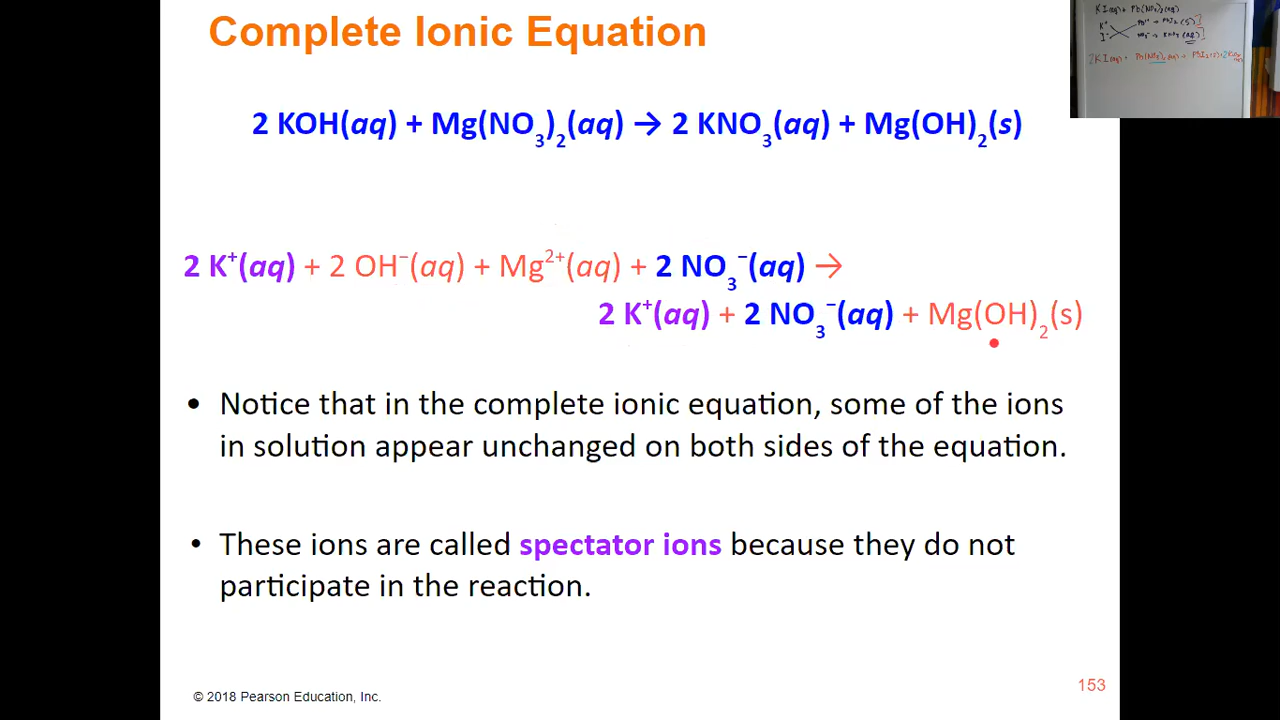 Complete Ionic Equation
2 KOH(aq) + Mg(NO₃)₂(aq) → 2 KNO₃(aq) + Mg(OH)₂(s)
2 K⁺(aq) + 2 OH⁻(aq) + Mg²⁺(aq) + 2 NO₃⁻(aq) →
2 K⁺(aq) + 2 NO₃⁻(aq) + Mg(OH)₂(s)
• Notice that in the complete ionic equation, some of the ions
in solution appear unchanged on both sides of the equation.
• These ions are called spectator ions because they do not
participate in the reaction.
© 2018 Pearson Education, Inc.
153